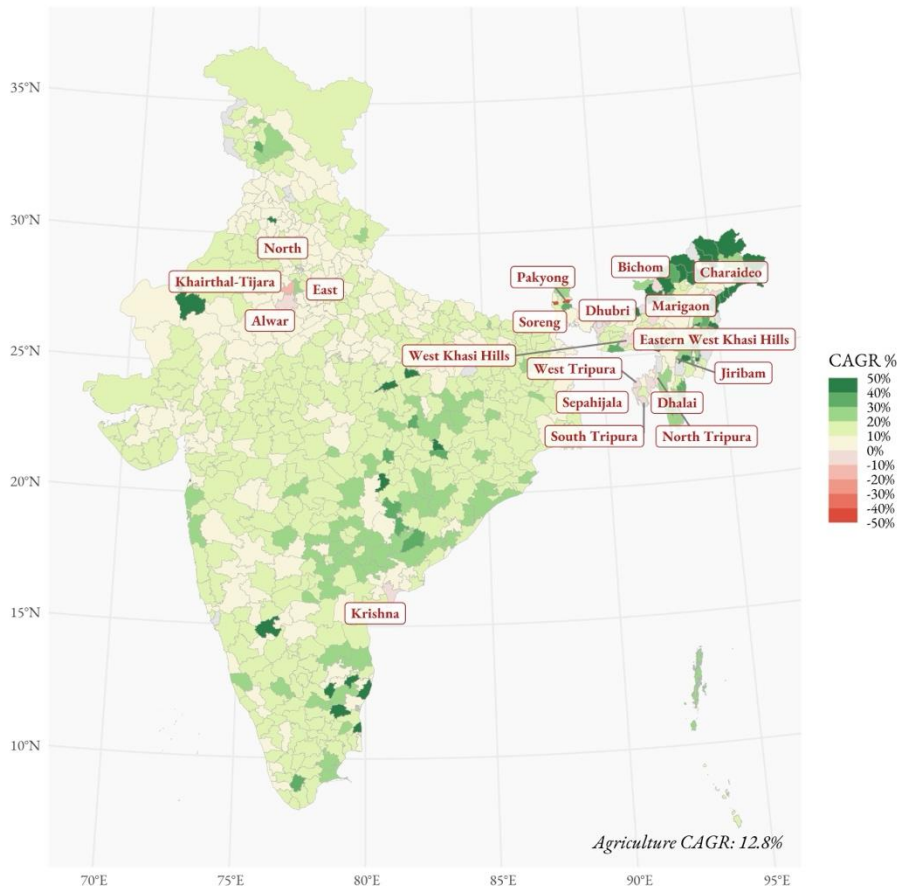 35°N
30°N
North
Khairthal-Tijara
East
Alwar
Bichom
Charaideo
Pakyong
Dhubri
Marigaon
Soreng
Eastern West Khasi Hills
West Khasi Hills
25°N
West Tripura
Jiribam
Sepahijala
Dhalai
South Tripura
North Tripura
CAGR %
50%
40%
30%
20%
10%
0%
-10%
-20%
-30%
-40%
-50%
20°N
15°N
Krishna
10°N
Agriculture CAGR: 12.8%
70°E
75°E
80°E
85°E
90°E
95°E